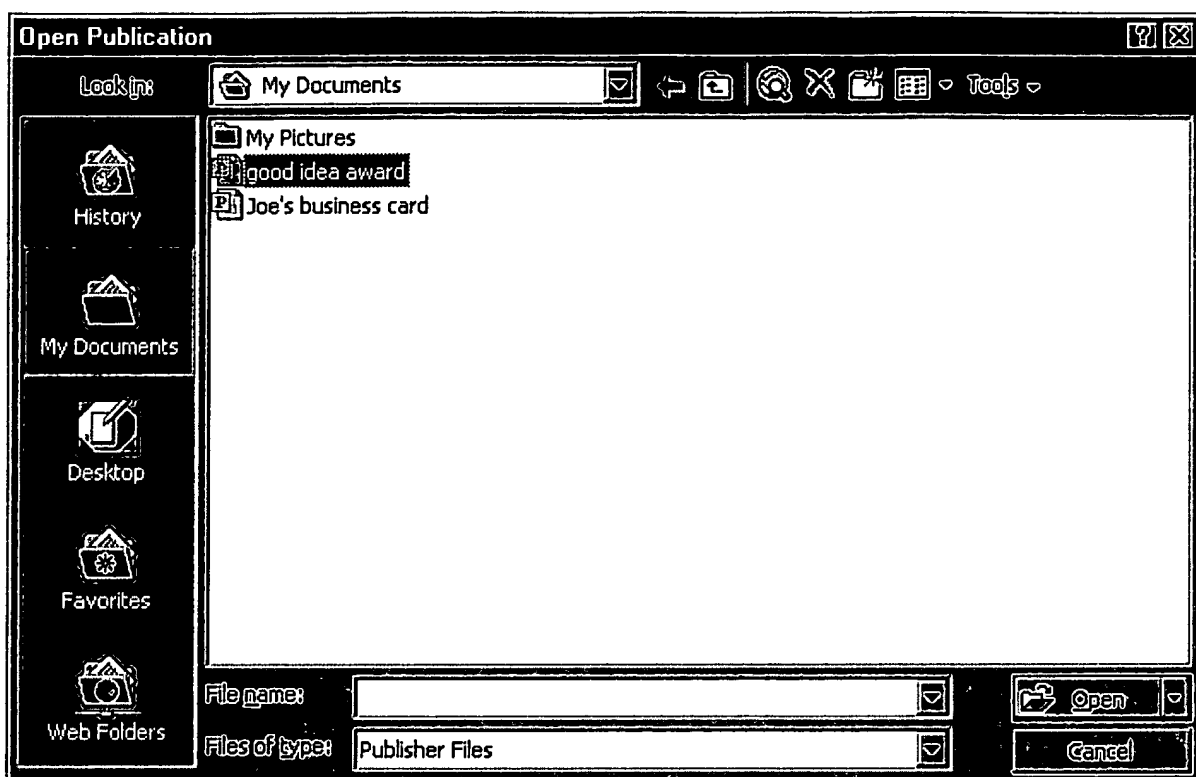 Open Publication
Look in: My Documents Tools
My Pictures
good idea award
Joe's business card
History
My Documents
Desktop
Favorites
Web Folders
File name: Open
Files of type: Publisher Files Cancel